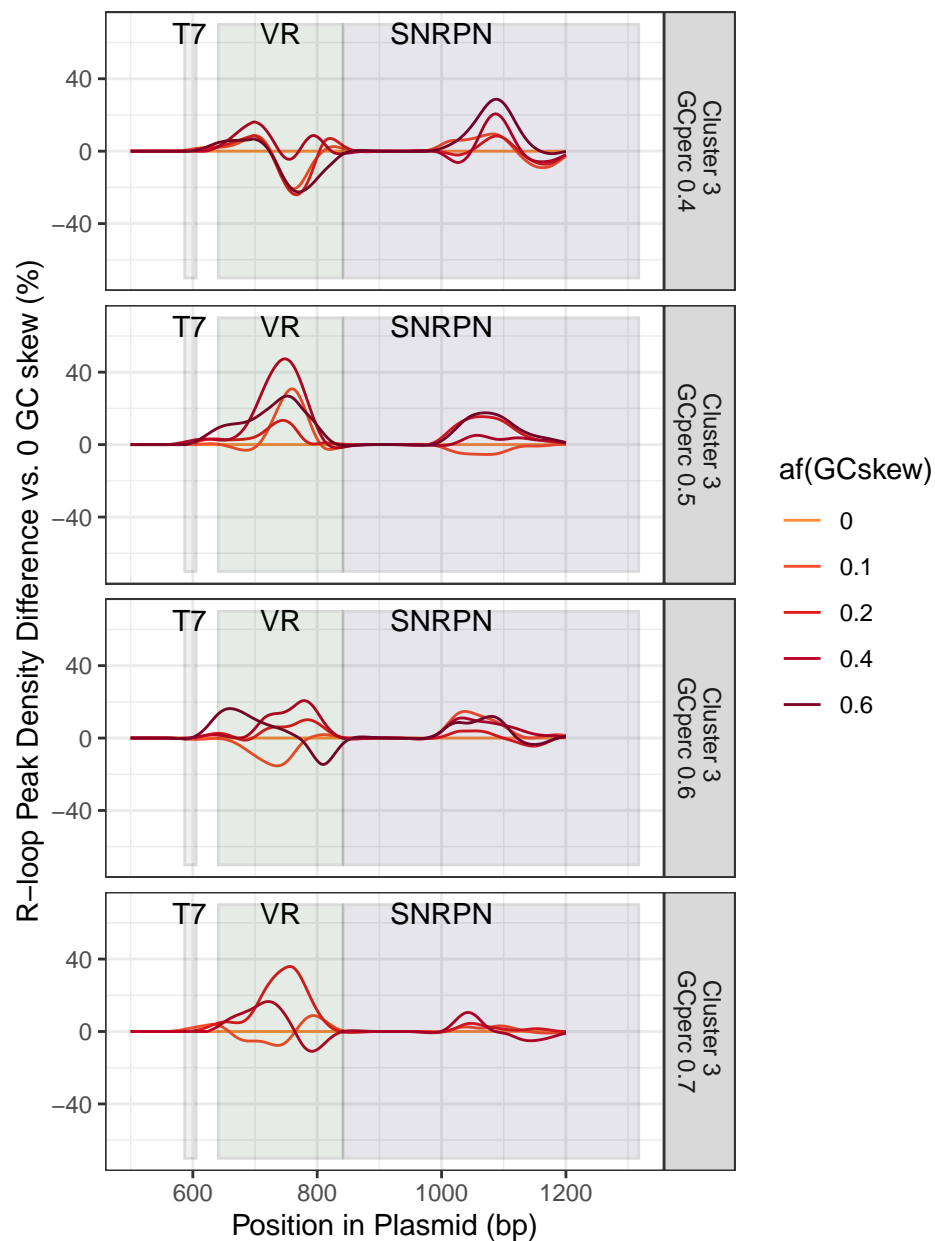 R−loop Peak Density Difference vs. 0 GC skew (%)
T7 VR SNRPN
40
0
−40
Cluster 3
GCperc 0.4
T7 VR SNRPN
40
0
−40
Cluster 3
GCperc 0.5
T7 VR SNRPN
40
0
−40
Cluster 3
GCperc 0.6
T7 VR SNRPN
40
0
−40
Cluster 3
GCperc 0.7
600 800 1000 1200
Position in Plasmid (bp)
af(GCskew)
0
0.1
0.2
0.4
0.6